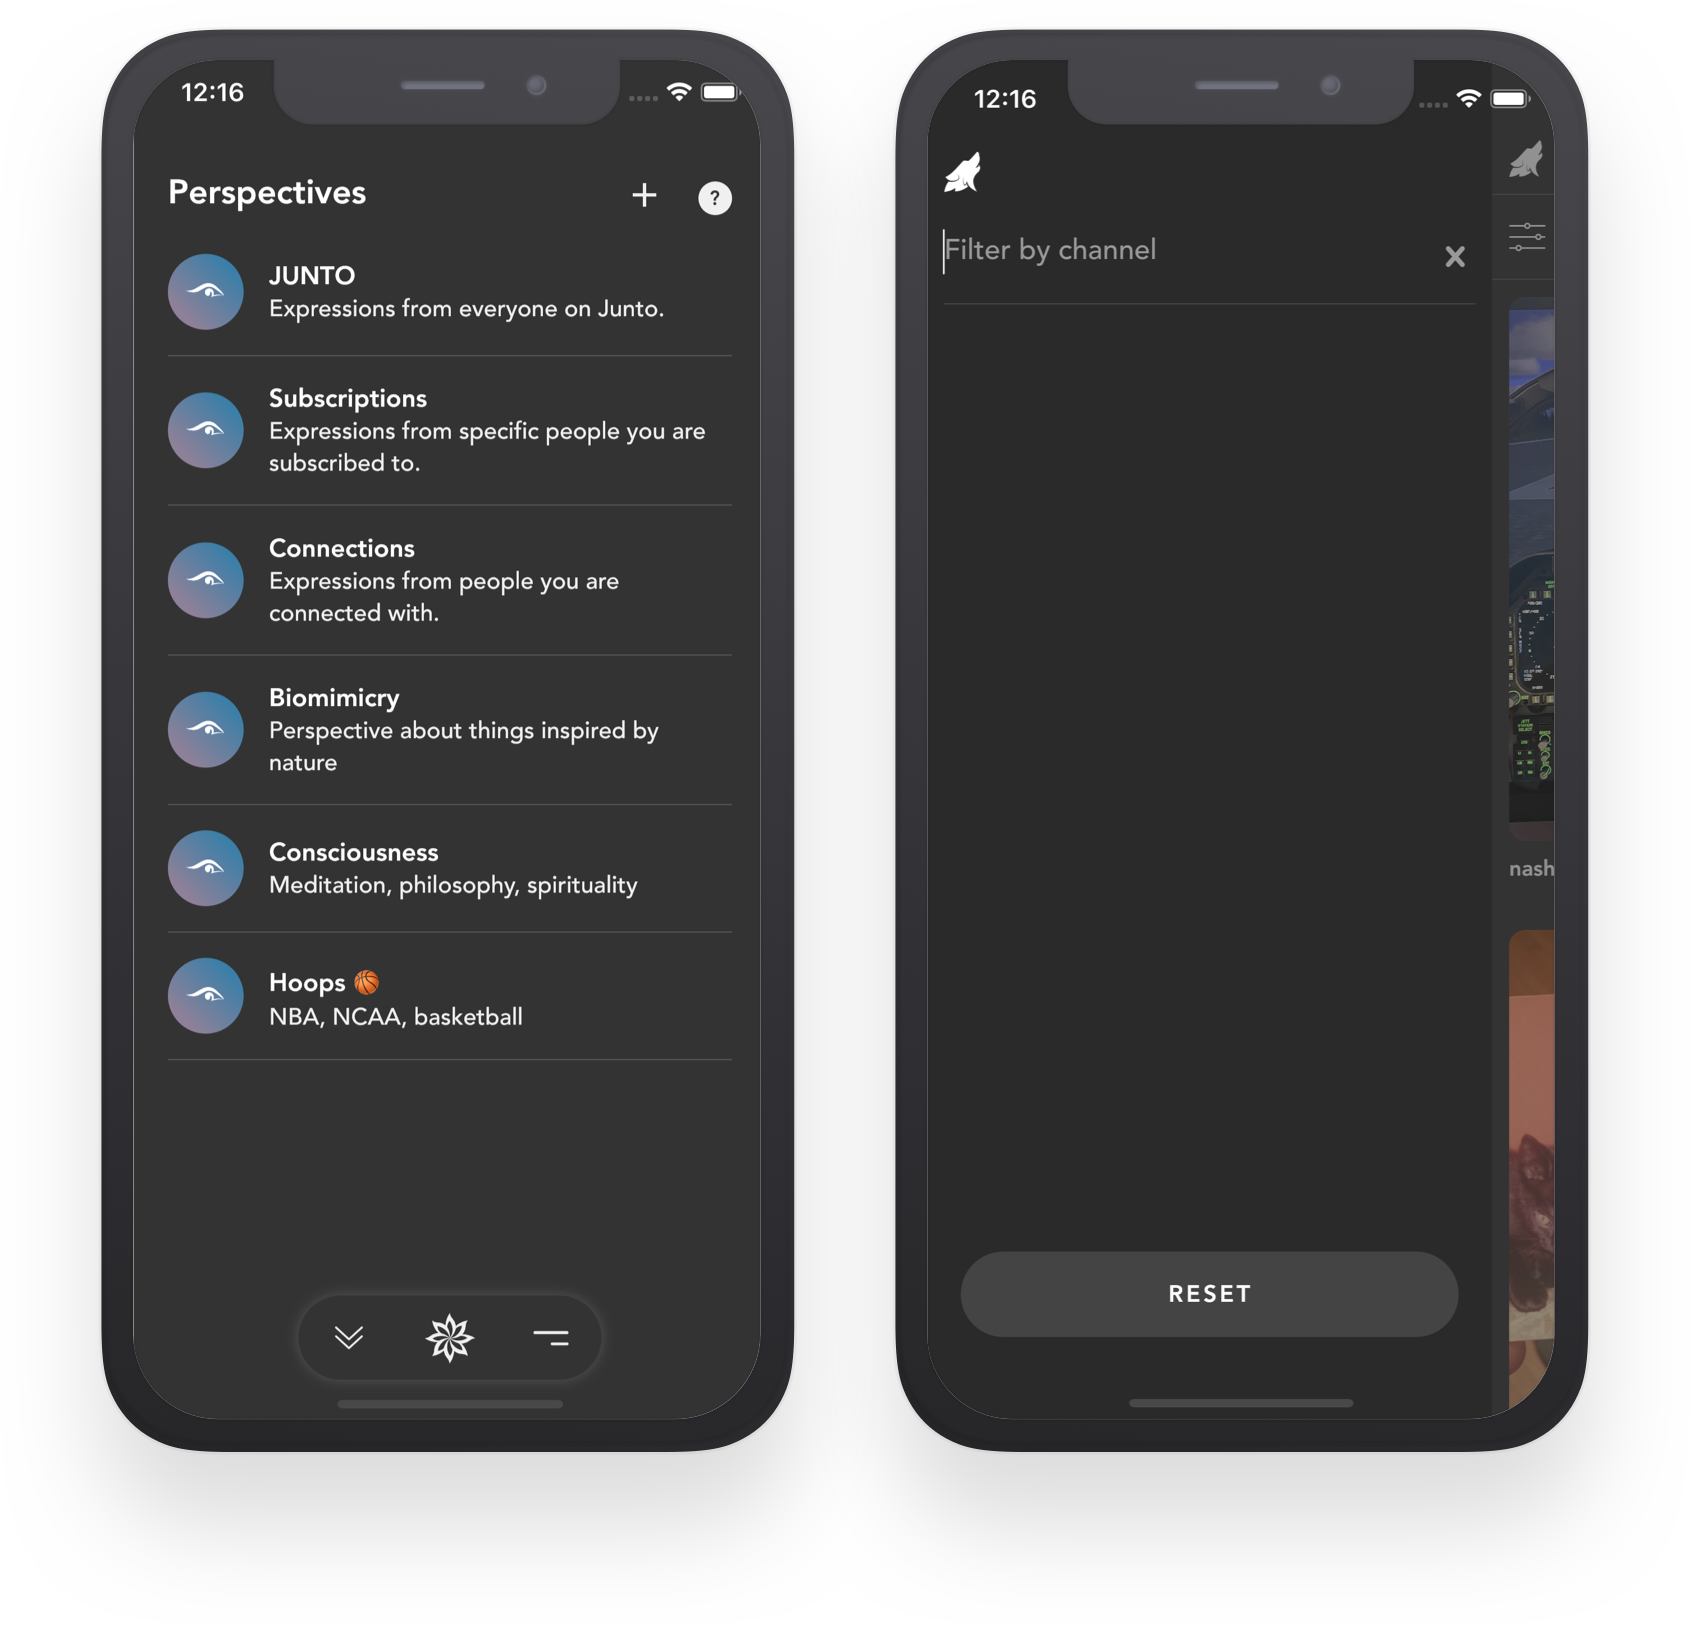 12:16
Perspectives
?
JUNTO
Expressions from everyone on Junto.
Subscriptions
Expressions from specific people you are
subscribed to.
Connections
Expressions from people you are
connected with.
Biomimicry
Perspective about things inspired by
nature
Consciousness
Meditation, philosophy, spirituality
Hoops 🏀
NBA, NCAA, basketball
12:16
Filter by channel
nash
RESET